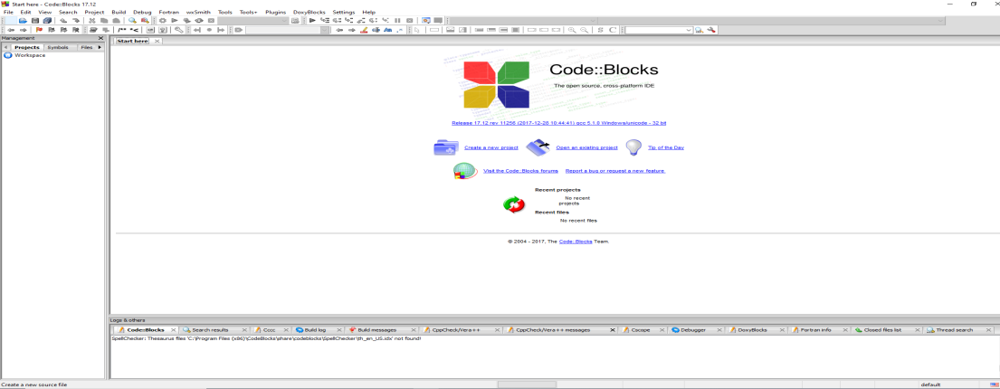 Start here - Code::Blocks 17.12
File Edit View Search Project Build Debug Fortran wxSmith Tools Tools+ Plugins DoxyBlocks Settings Help
/** *<
S C
Management
Projects Symbols Files
Workspace
Start here
Code::Blocks
The open source, cross-platform IDE
Release 17.12 rev 11256 (2017-12-28 10:44:41) gcc 5.1.0 Windows/unicode - 32 bit
Create a new project Open an existing project Tip of the Day
Visit the Code::Blocks forums Report a bug or request a new feature
Recent projects
No recent
projects
Recent files
No recent files
© 2004 - 2017, The Code::Blocks Team.
Logs & others
Code::Blocks Search results Cccc Build log Build messages CppCheck/Vera++ CppCheck/Vera++ messages Cscope Debugger DoxyBlocks Fortran info Closed files list Thread search
SpellChecker: Thesaurus files 'C:\Program Files (x86)\CodeBlocks\share\codeblocks\SpellChecker\th_en_US.idx' not found!
Create a new source file default